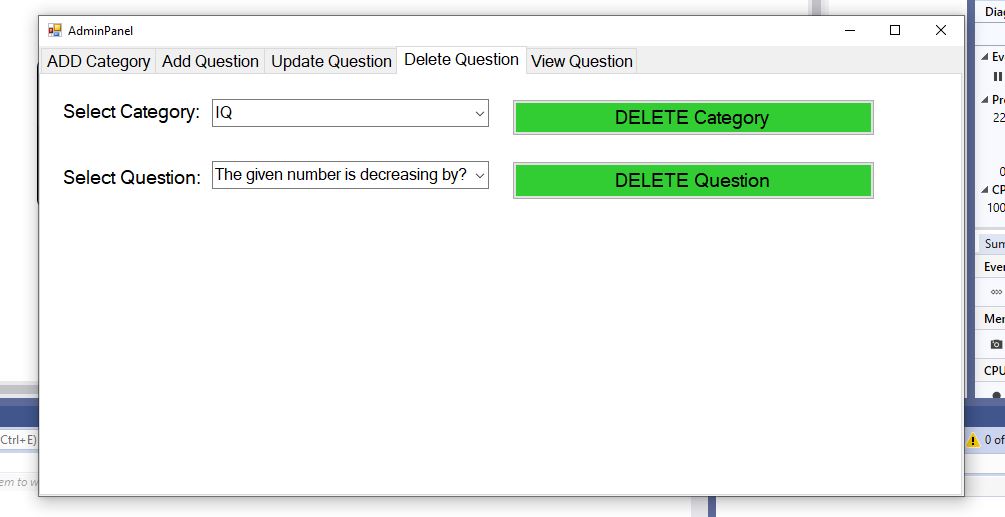 AdminPanel
ADD Category Add Question Update Question Delete Question View Question
Select Category: IQ DELETE Category
Select Question: The given number is decreasing by? DELETE Question
Diag
Eve
Pro
22
0
CP
100
Sum
Even
Mem
CPU
Ctrl+E)
0 of
em to w